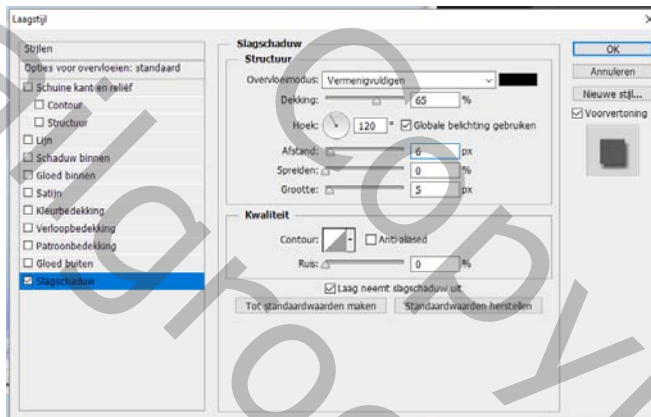 Laagstijl
Stijlen
Opties voor overvloeien: standaard
Schuine kant en reliëf
Contour
Structuur
Lijn
Schaduw binnen
Gloed binnen
Satijn
Kleurbedekking
Verloopbedekking
Patroonbedekking
Gloed buiten
Slagschaduw
Slagschaduw
Structuur
Overvloeimodus: Vermenigvuldigen
Dekking: 65 %
Hoek: 120 ° Globale belichting gebruiken
Afstand: 6 px
Spreiden: 0 %
Grootte: 5 px
Kwaliteit
Contour: Anti-aliased
Ruis: 0 %
Laag neemt slagschaduw uit
Tot standaardwaarden maken Standaardwaarden herstellen
OK
Annuleren
Nieuwe stijl...
Voorvertoning
Copy